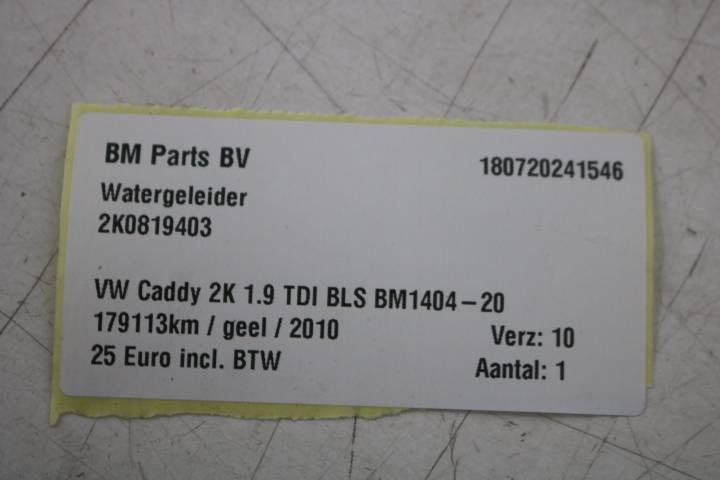 BM Parts BV 180720241546
Watergeleider
2K0819403
VW Caddy 2K 1.9 TDI BLS BM1404-20
179113km / geel / 2010 Verz: 10
25 Euro incl. BTW Aantal: 1